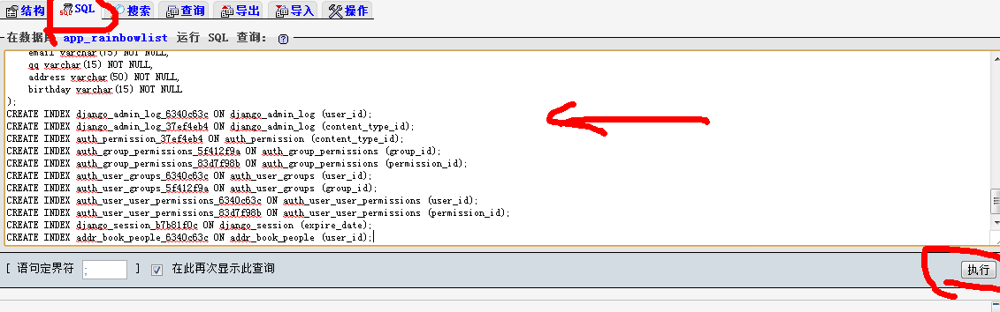 结构 SQL 搜索 查询 导出 导入 操作
在数据库 app_rainbowlist 运行 SQL 查询:
email varchar(75) NOT NULL,
qq varchar(15) NOT NULL,
address varchar(50) NOT NULL,
birthday varchar(15) NOT NULL
);
CREATE INDEX django_admin_log_6340c63c ON django_admin_log (user_id);
CREATE INDEX django_admin_log_37ef4eb4 ON django_admin_log (content_type_id);
CREATE INDEX auth_permission_37ef4eb4 ON auth_permission (content_type_id);
CREATE INDEX auth_group_permissions_5f412f9a ON auth_group_permissions (group_id);
CREATE INDEX auth_group_permissions_83d7f98b ON auth_group_permissions (permission_id);
CREATE INDEX auth_user_groups_6340c63c ON auth_user_groups (user_id);
CREATE INDEX auth_user_groups_5f412f9a ON auth_user_groups (group_id);
CREATE INDEX auth_user_user_permissions_6340c63c ON auth_user_user_permissions (user_id);
CREATE INDEX auth_user_user_permissions_83d7f98b ON auth_user_user_permissions (permission_id);
CREATE INDEX django_session_b7b81f0c ON django_session (expire_date);
CREATE INDEX addr_book_people_6340c63c ON addr_book_people (user_id);
[ 语句定界符 ; ] 在此再次显示此查询 执行